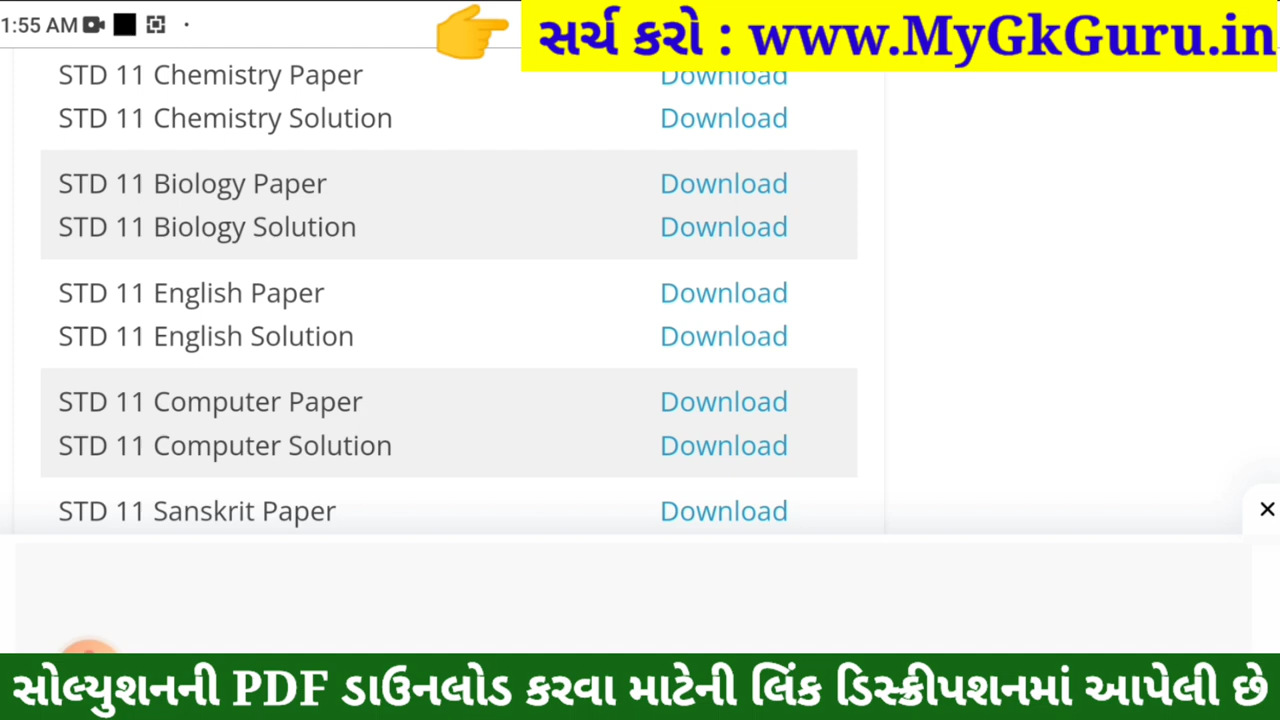 1:55 AM
સર્ચ કરો : www.MyGkGuru.in
STD 11 Chemistry Paper Download
STD 11 Chemistry Solution Download
STD 11 Biology Paper Download
STD 11 Biology Solution Download
STD 11 English Paper Download
STD 11 English Solution Download
STD 11 Computer Paper Download
STD 11 Computer Solution Download
STD 11 Sanskrit Paper Download
સોલ્યુશનની PDF ડાઉનલોડ કરવા માટેની લિંક ડિસ્ક્રીપશનમાં આપેલી છે